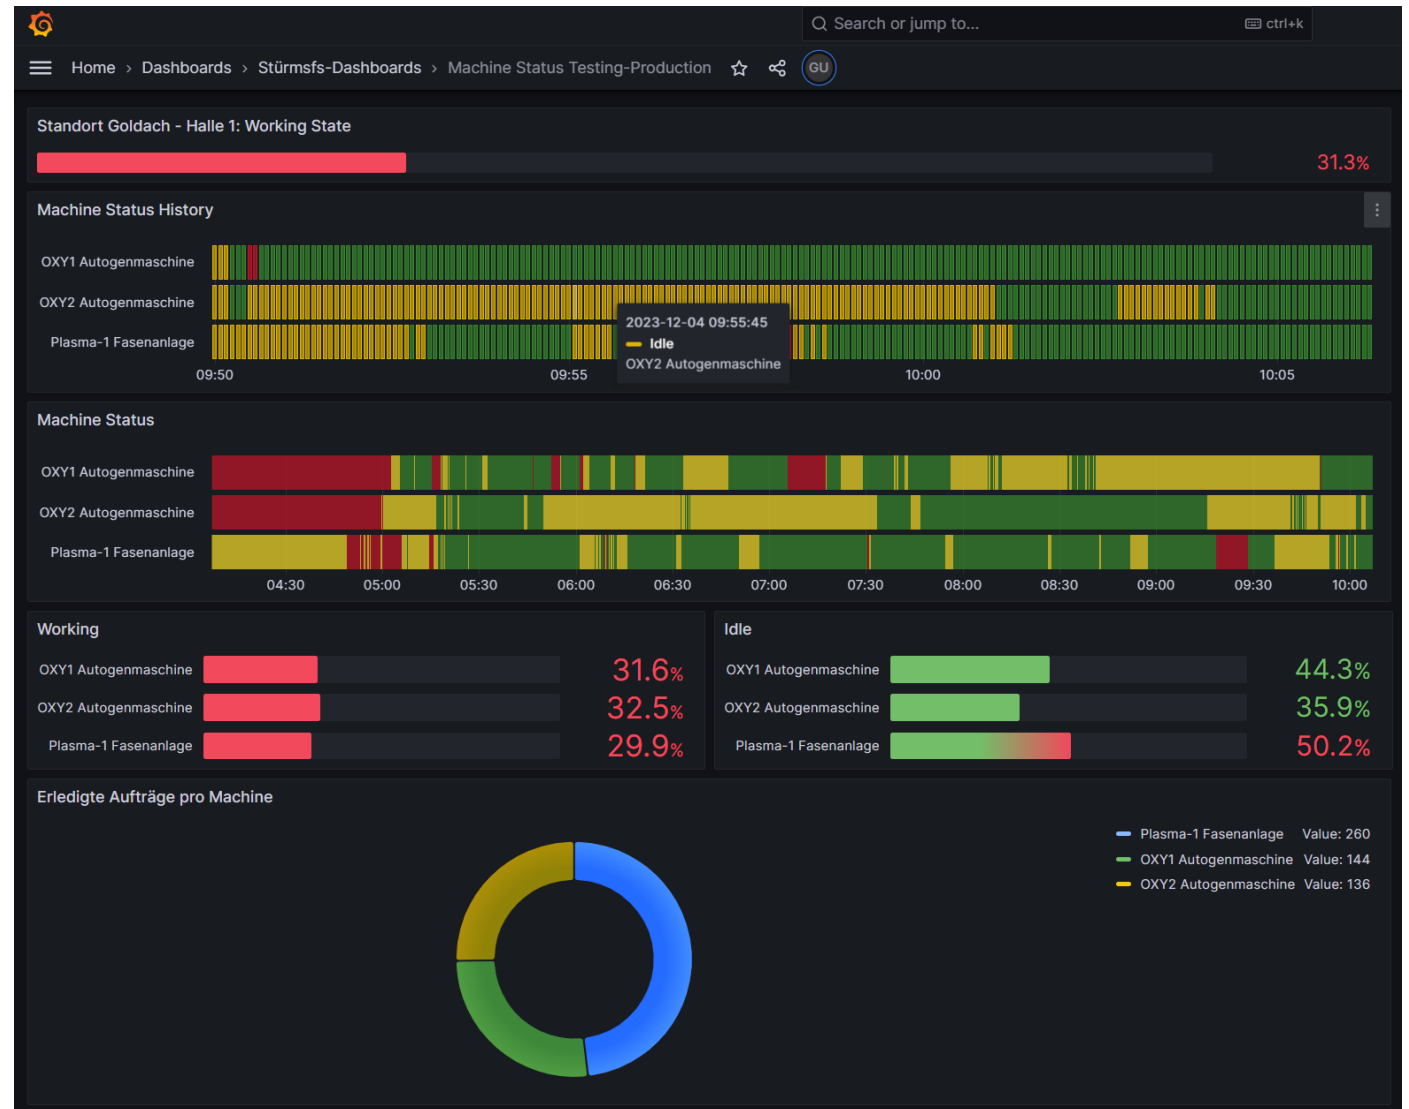 Search or jump to... ctrl+k
Home › Dashboards › Stürmsfs-Dashboards › Machine Status Testing-Production GU
Standort Goldach - Halle 1: Working State
31.3%
Machine Status History
OXY1 Autogenmaschine
OXY2 Autogenmaschine
Plasma-1 Fasenanlage
2023-12-04 09:55:45
Idle
OXY2 Autogenmaschine
09:50 09:55 10:00 10:05
Machine Status
OXY1 Autogenmaschine
OXY2 Autogenmaschine
Plasma-1 Fasenanlage
04:30 05:00 05:30 06:00 06:30 07:00 07:30 08:00 08:30 09:00 09:30 10:00
Working
OXY1 Autogenmaschine 31.6%
OXY2 Autogenmaschine 32.5%
Plasma-1 Fasenanlage 29.9%
Idle
OXY1 Autogenmaschine 44.3%
OXY2 Autogenmaschine 35.9%
Plasma-1 Fasenanlage 50.2%
Erledigte Aufträge pro Machine
Plasma-1 Fasenanlage Value: 260
OXY1 Autogenmaschine Value: 144
OXY2 Autogenmaschine Value: 136